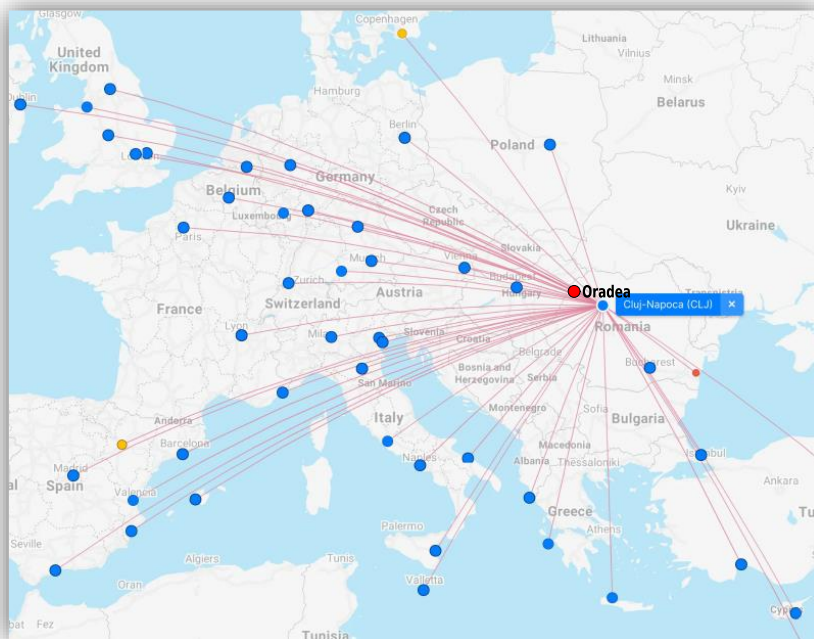 Glasgow
Copenhagen
United
Kingdom
Lithuania
Vilnius
Minsk
Belarus
Hamburg
Berlin
Poland
Belgium
Germany
Kyiv
Ukraine
Paris
Luxembourg
Czech
Republic
Slovakia
Vienna
Munich
Budapest
Hungary
Oradea
Zurich
Switzerland
Austria
Cluj-Napoca (CLJ) ×
France
Romania
Lyon
Slovenia
Croatia
Belgrade
Bucharest
Bosnia and
Herzegovina
Serbia
San Marino
Andorra
Italy
Montenegro
Sofia
Bulgaria
Barcelona
Macedonia
Naples
Albania
Thessaloniki
Istanbul
Madrid
Spain
Valencia
Ankara
Greece
Athens
Palermo
Seville
Algiers
Tunis
Oran
Valletta
Fez
Tunisia